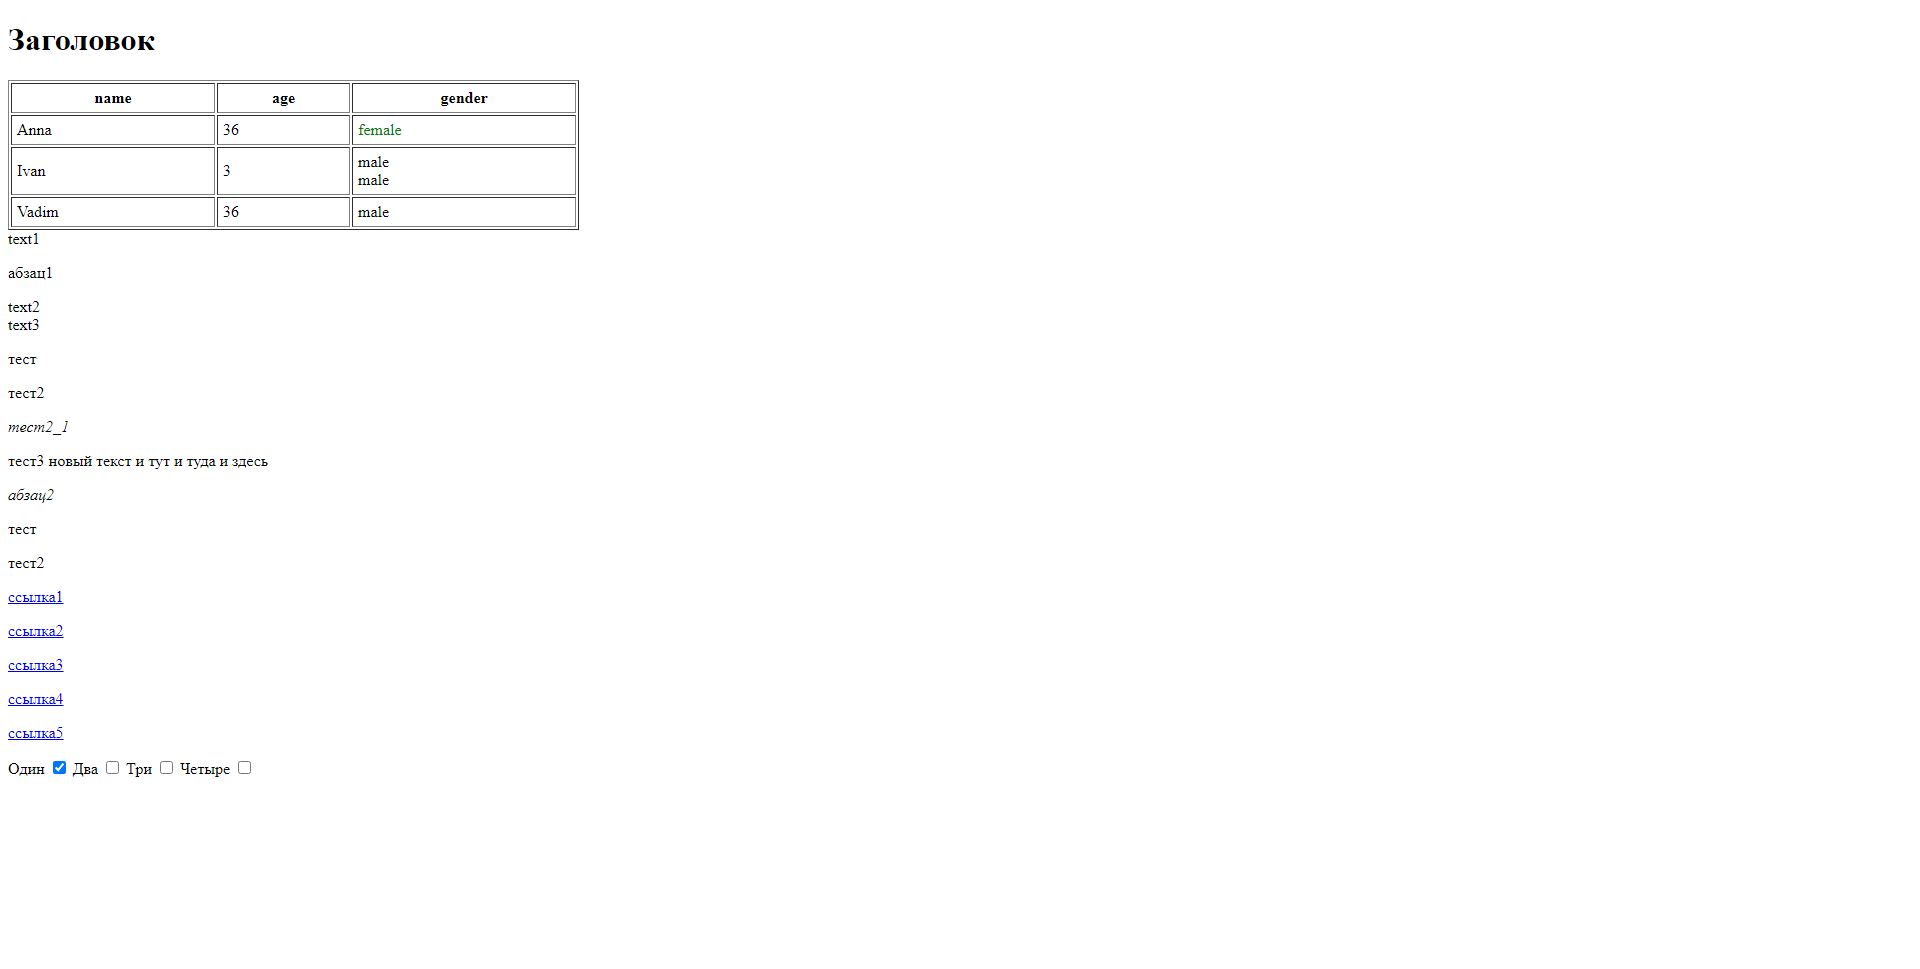 Заголовок
name age gender
Anna 36 female
Ivan 3 male
male
Vadim 36 male
text1
абзац1
text2
text3
тест
тест2
тест2_1
тест3 новый текст и тут и туда и здесь
абзац2
тест
тест2
ссылка1
ссылка2
ссылка3
ссылка4
ссылка5
Один Два Три Четыре